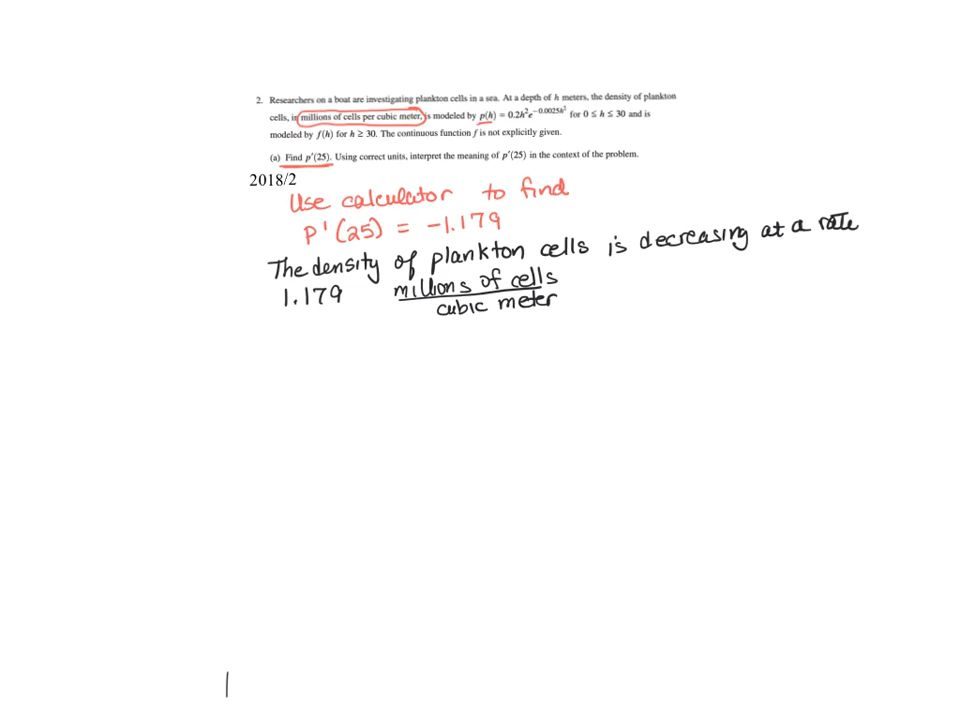 2. Researchers on a boat are investigating plankton cells in a sea. At a depth of h meters, the density of plankton
cells, in millions of cells per cubic meter, is modeled by p(h) = 0.2h²e^−0.0025h² for 0 ≤ h ≤ 30 and is
modeled by f(h) for h ≥ 30. The continuous function f is not explicitly given.
(a) Find p′(25). Using correct units, interpret the meaning of p′(25) in the context of the problem.
2018/2
Use calculator to find
P'(25) = -1.179
The density of plankton cells is decreasing at a rate
1.179 millions of cells
cubic meter